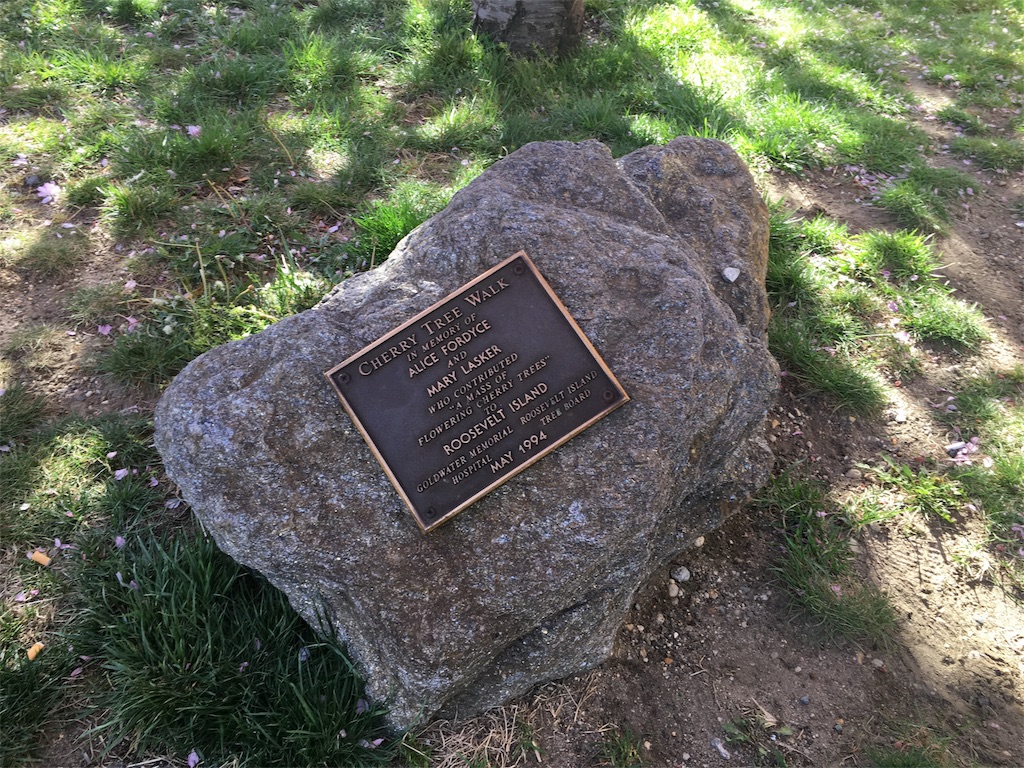 CHERRY TREE WALK
IN MEMORY OF
ALICE FORDYCE
AND
MARY LASKER
WHO CONTRIBUTED
"A MASS OF
FLOWERING CHERRY TREES"
TO
ROOSEVELT ISLAND
GOLDWATER MEMORIAL ROOSEVELT ISLAND
HOSPITAL TREE BOARD
MAY 1994